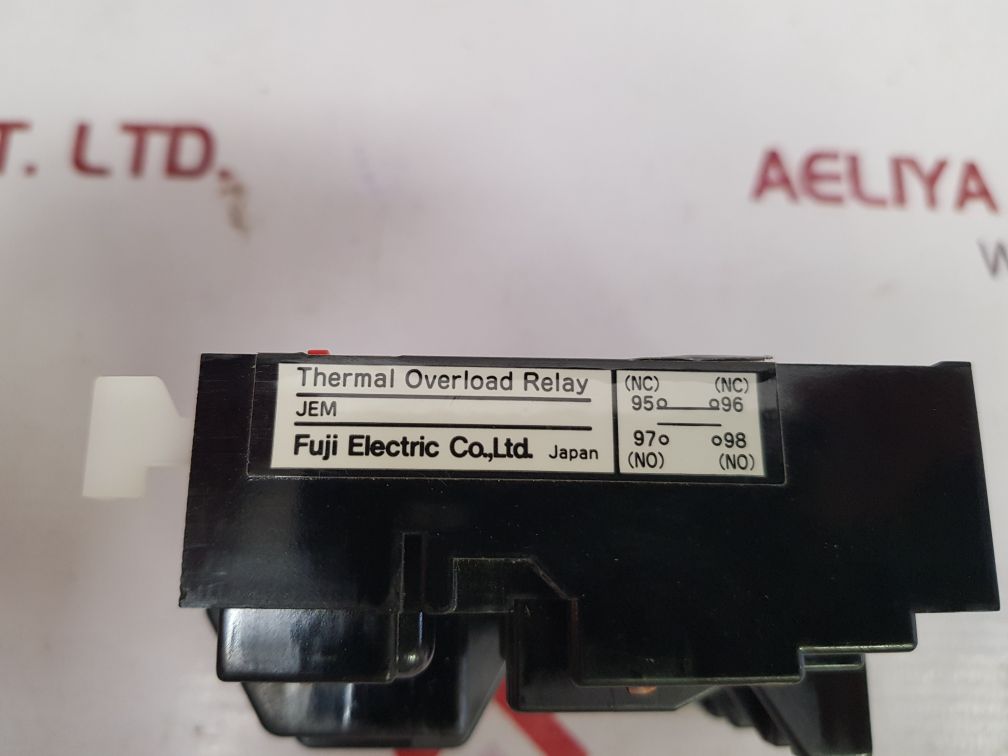 T. LTD.
AELIYA
W
Thermal Overload Relay
JEM
Fuji Electric Co.,Ltd. Japan
(NC) (NC)
95 96
97 98
(NO) (NO)